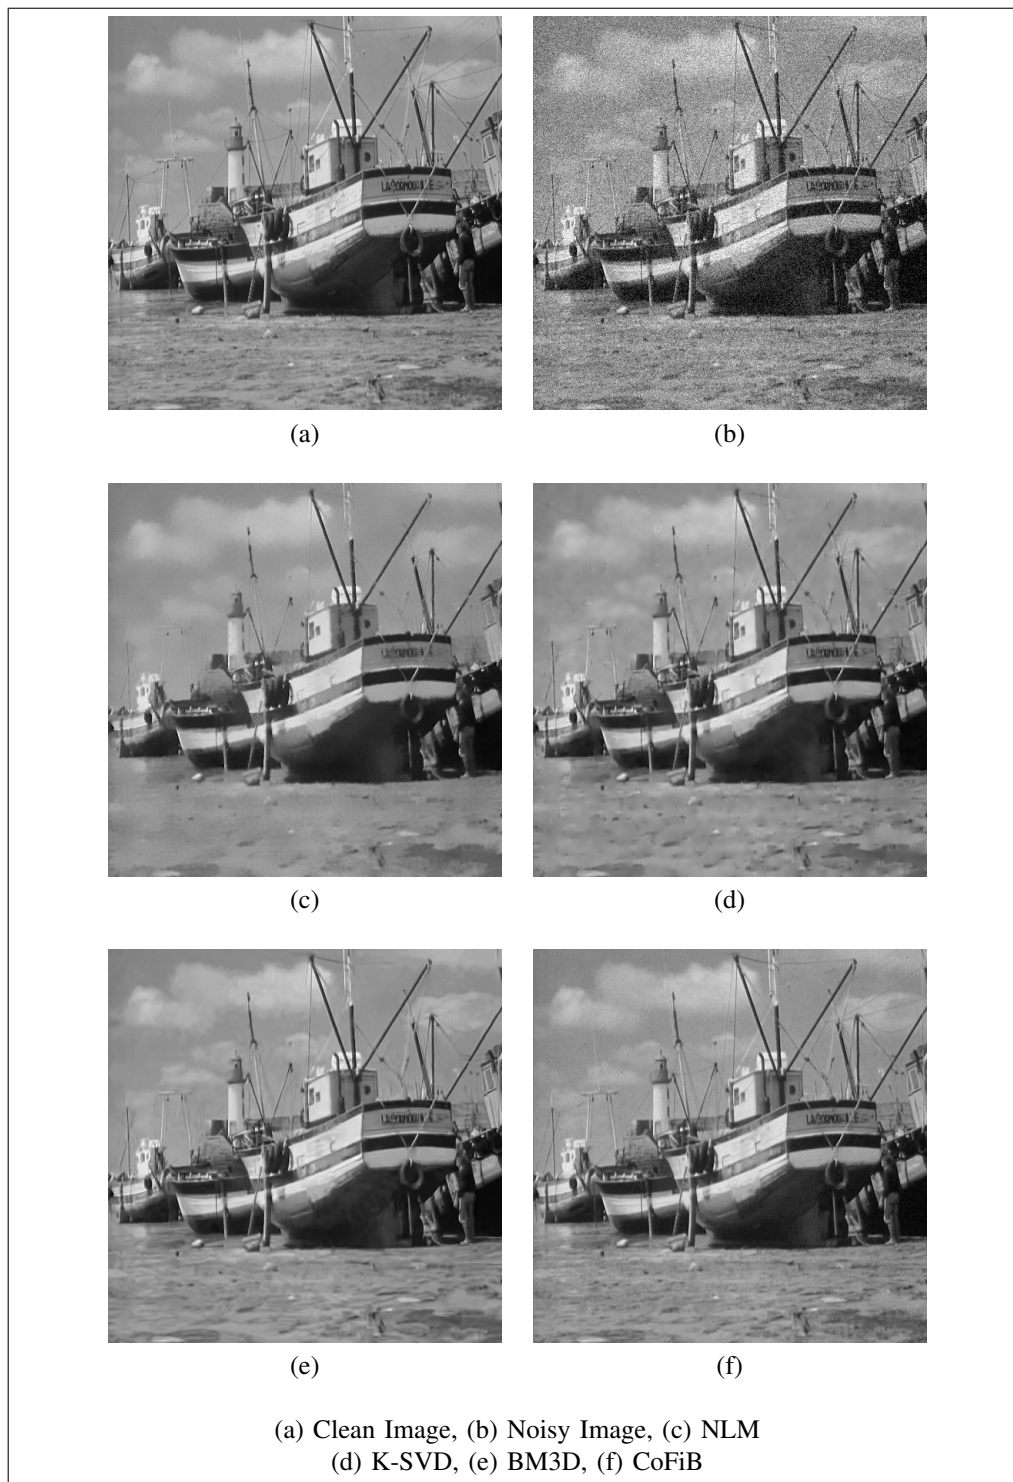 (a)
(b)
(c)
(d)
(e)
(f)
(a) Clean Image, (b) Noisy Image, (c) NLM
(d) K-SVD, (e) BM3D, (f) CoFiB